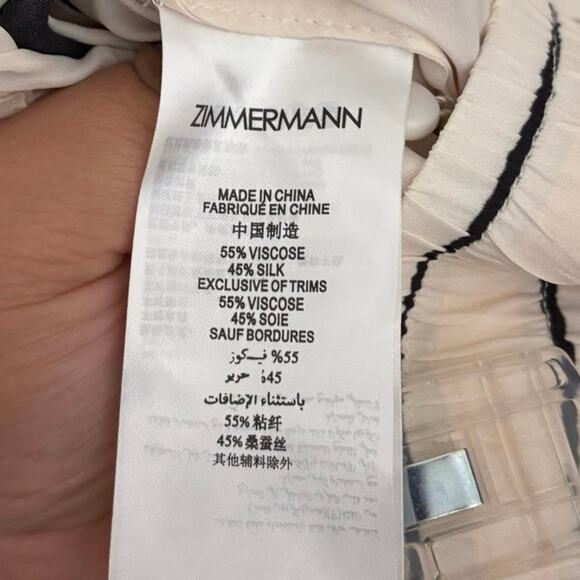 ZIMMERMANN
MADE IN CHINA
FABRIQUÉ EN CHINE
中国制造
55% VISCOSE
45% SILK
EXCLUSIVE OF TRIMS
55% VISCOSE
45% SOIE
SAUF BORDURES
%55 فيسكوز
%45 حرير
باستثناء الإضافات
55% 粘纤
45% 桑蚕丝
其他辅料除外